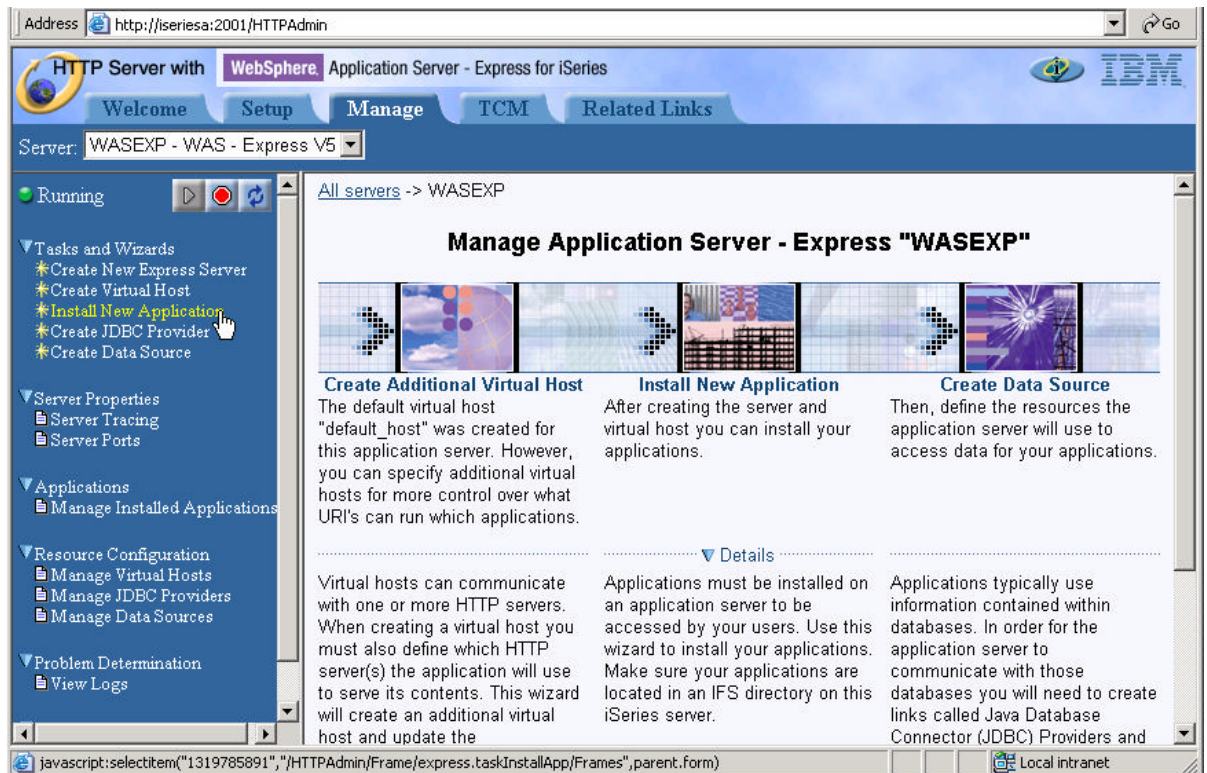 Address http://iseriesa:2001/HTTPAdmin Go
HTTP Server with WebSphere. Application Server - Express for iSeries IBM
Welcome Setup Manage TCM Related Links
Server: WASEXP - WAS - Express V5
Running
Tasks and Wizards
Create New Express Server
Create Virtual Host
Install New Application
Create JDBC Provider
Create Data Source
Server Properties
Server Tracing
Server Ports
Applications
Manage Installed Applications
Resource Configuration
Manage Virtual Hosts
Manage JDBC Providers
Manage Data Sources
Problem Determination
View Logs
All servers -> WASEXP
Manage Application Server - Express "WASEXP"
Create Additional Virtual Host
The default virtual host
"default_host" was created for
this application server. However,
you can specify additional virtual
hosts for more control over what
URI's can run which applications.
Install New Application
After creating the server and
virtual host you can install your
applications.
Create Data Source
Then, define the resources the
application server will use to
access data for your applications.
Details
Virtual hosts can communicate
with one or more HTTP servers.
When creating a virtual host you
must also define which HTTP
server(s) the application will use
to serve its contents. This wizard
will create an additional virtual
host and update the
Applications must be installed on
an application server to be
accessed by your users. Use this
wizard to install your applications.
Make sure your applications are
located in an IFS directory on this
iSeries server.
Applications typically use
information contained within
databases. In order for the
application server to
communicate with those
databases you will need to create
links called Java Database
Connector (JDBC) Providers and
javascript:selectitem("1319785891","/HTTPAdmin/Frame/express.taskInstallApp/Frames",parent.form) Local intranet